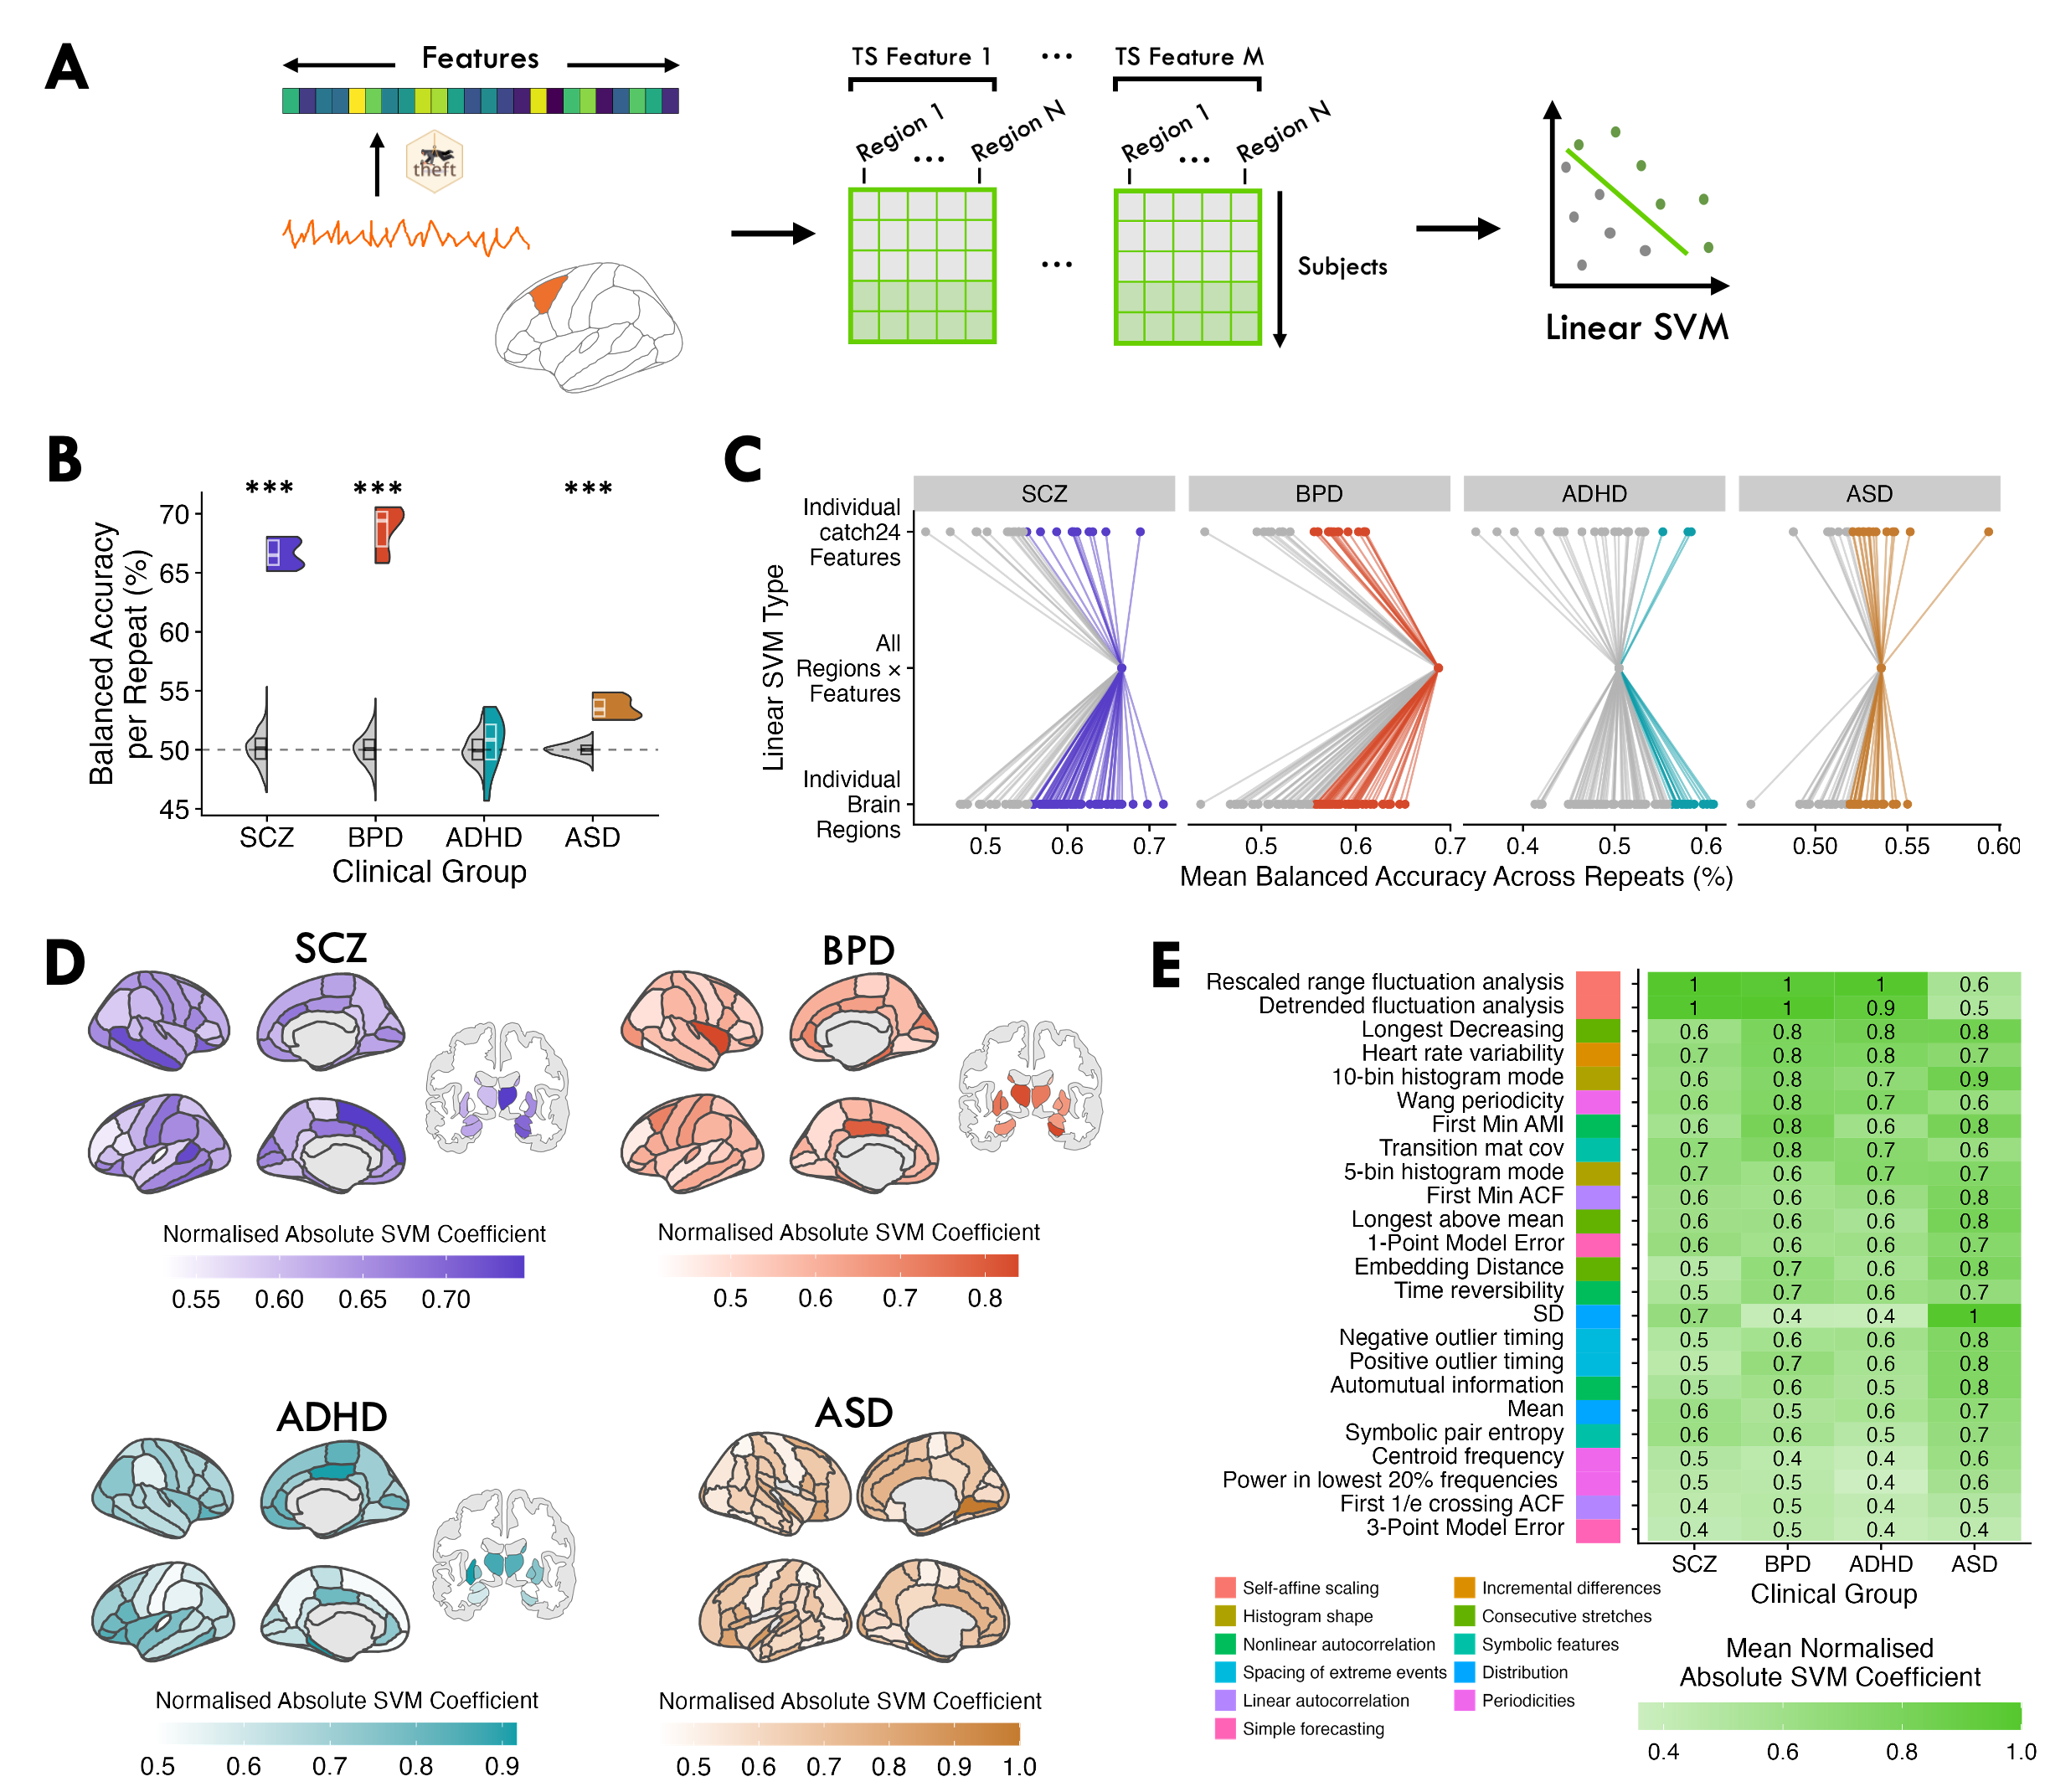 A
Features
theft
TS Feature 1
...
TS Feature M
Region 1
...
Region N
Region 1
...
Region N
...
Subjects
Linear SVM
B
Balanced Accuracy
per Repeat (%)
***
***
***
70
65
60
55
50
45
SCZ
BPD
ADHD
ASD
Clinical Group
C
Linear SVM Type
SCZ
BPD
ADHD
ASD
Individual
catch24
Features
All
Regions ×
Features
Individual
Brain
Regions
0.5 0.6 0.7
0.5 0.6 0.7
0.4 0.5 0.6
0.50 0.55 0.60
Mean Balanced Accuracy Across Repeats (%)
D
SCZ
Normalised Absolute SVM Coefficient
0.55 0.60 0.65 0.70
BPD
Normalised Absolute SVM Coefficient
0.5 0.6 0.7 0.8
ADHD
Normalised Absolute SVM Coefficient
0.5 0.6 0.7 0.8 0.9
ASD
Normalised Absolute SVM Coefficient
0.5 0.6 0.7 0.8 0.9 1.0
E
Rescaled range fluctuation analysis 1 1 1 0.6
Detrended fluctuation analysis 1 1 0.9 0.5
Longest Decreasing 0.6 0.8 0.8 0.8
Heart rate variability 0.7 0.8 0.8 0.7
10-bin histogram mode 0.6 0.8 0.7 0.9
Wang periodicity 0.6 0.8 0.7 0.6
First Min AMI 0.6 0.8 0.6 0.8
Transition mat cov 0.7 0.8 0.7 0.6
5-bin histogram mode 0.7 0.6 0.7 0.7
First Min ACF 0.6 0.6 0.6 0.8
Longest above mean 0.6 0.6 0.6 0.8
1-Point Model Error 0.6 0.6 0.6 0.7
Embedding Distance 0.5 0.7 0.6 0.8
Time reversibility 0.5 0.7 0.6 0.7
SD 0.7 0.4 0.4 1
Negative outlier timing 0.5 0.6 0.6 0.8
Positive outlier timing 0.5 0.7 0.6 0.8
Automutual information 0.5 0.6 0.5 0.8
Mean 0.6 0.5 0.6 0.7
Symbolic pair entropy 0.6 0.6 0.5 0.7
Centroid frequency 0.5 0.4 0.4 0.6
Power in lowest 20% frequencies 0.5 0.5 0.4 0.6
First 1/e crossing ACF 0.4 0.5 0.4 0.5
3-Point Model Error 0.4 0.5 0.4 0.4
SCZ BPD ADHD ASD
Clinical Group
Self-affine scaling
Histogram shape
Nonlinear autocorrelation
Spacing of extreme events
Linear autocorrelation
Simple forecasting
Incremental differences
Consecutive stretches
Symbolic features
Distribution
Periodicities
Mean Normalised
Absolute SVM Coefficient
0.4 0.6 0.8 1.0